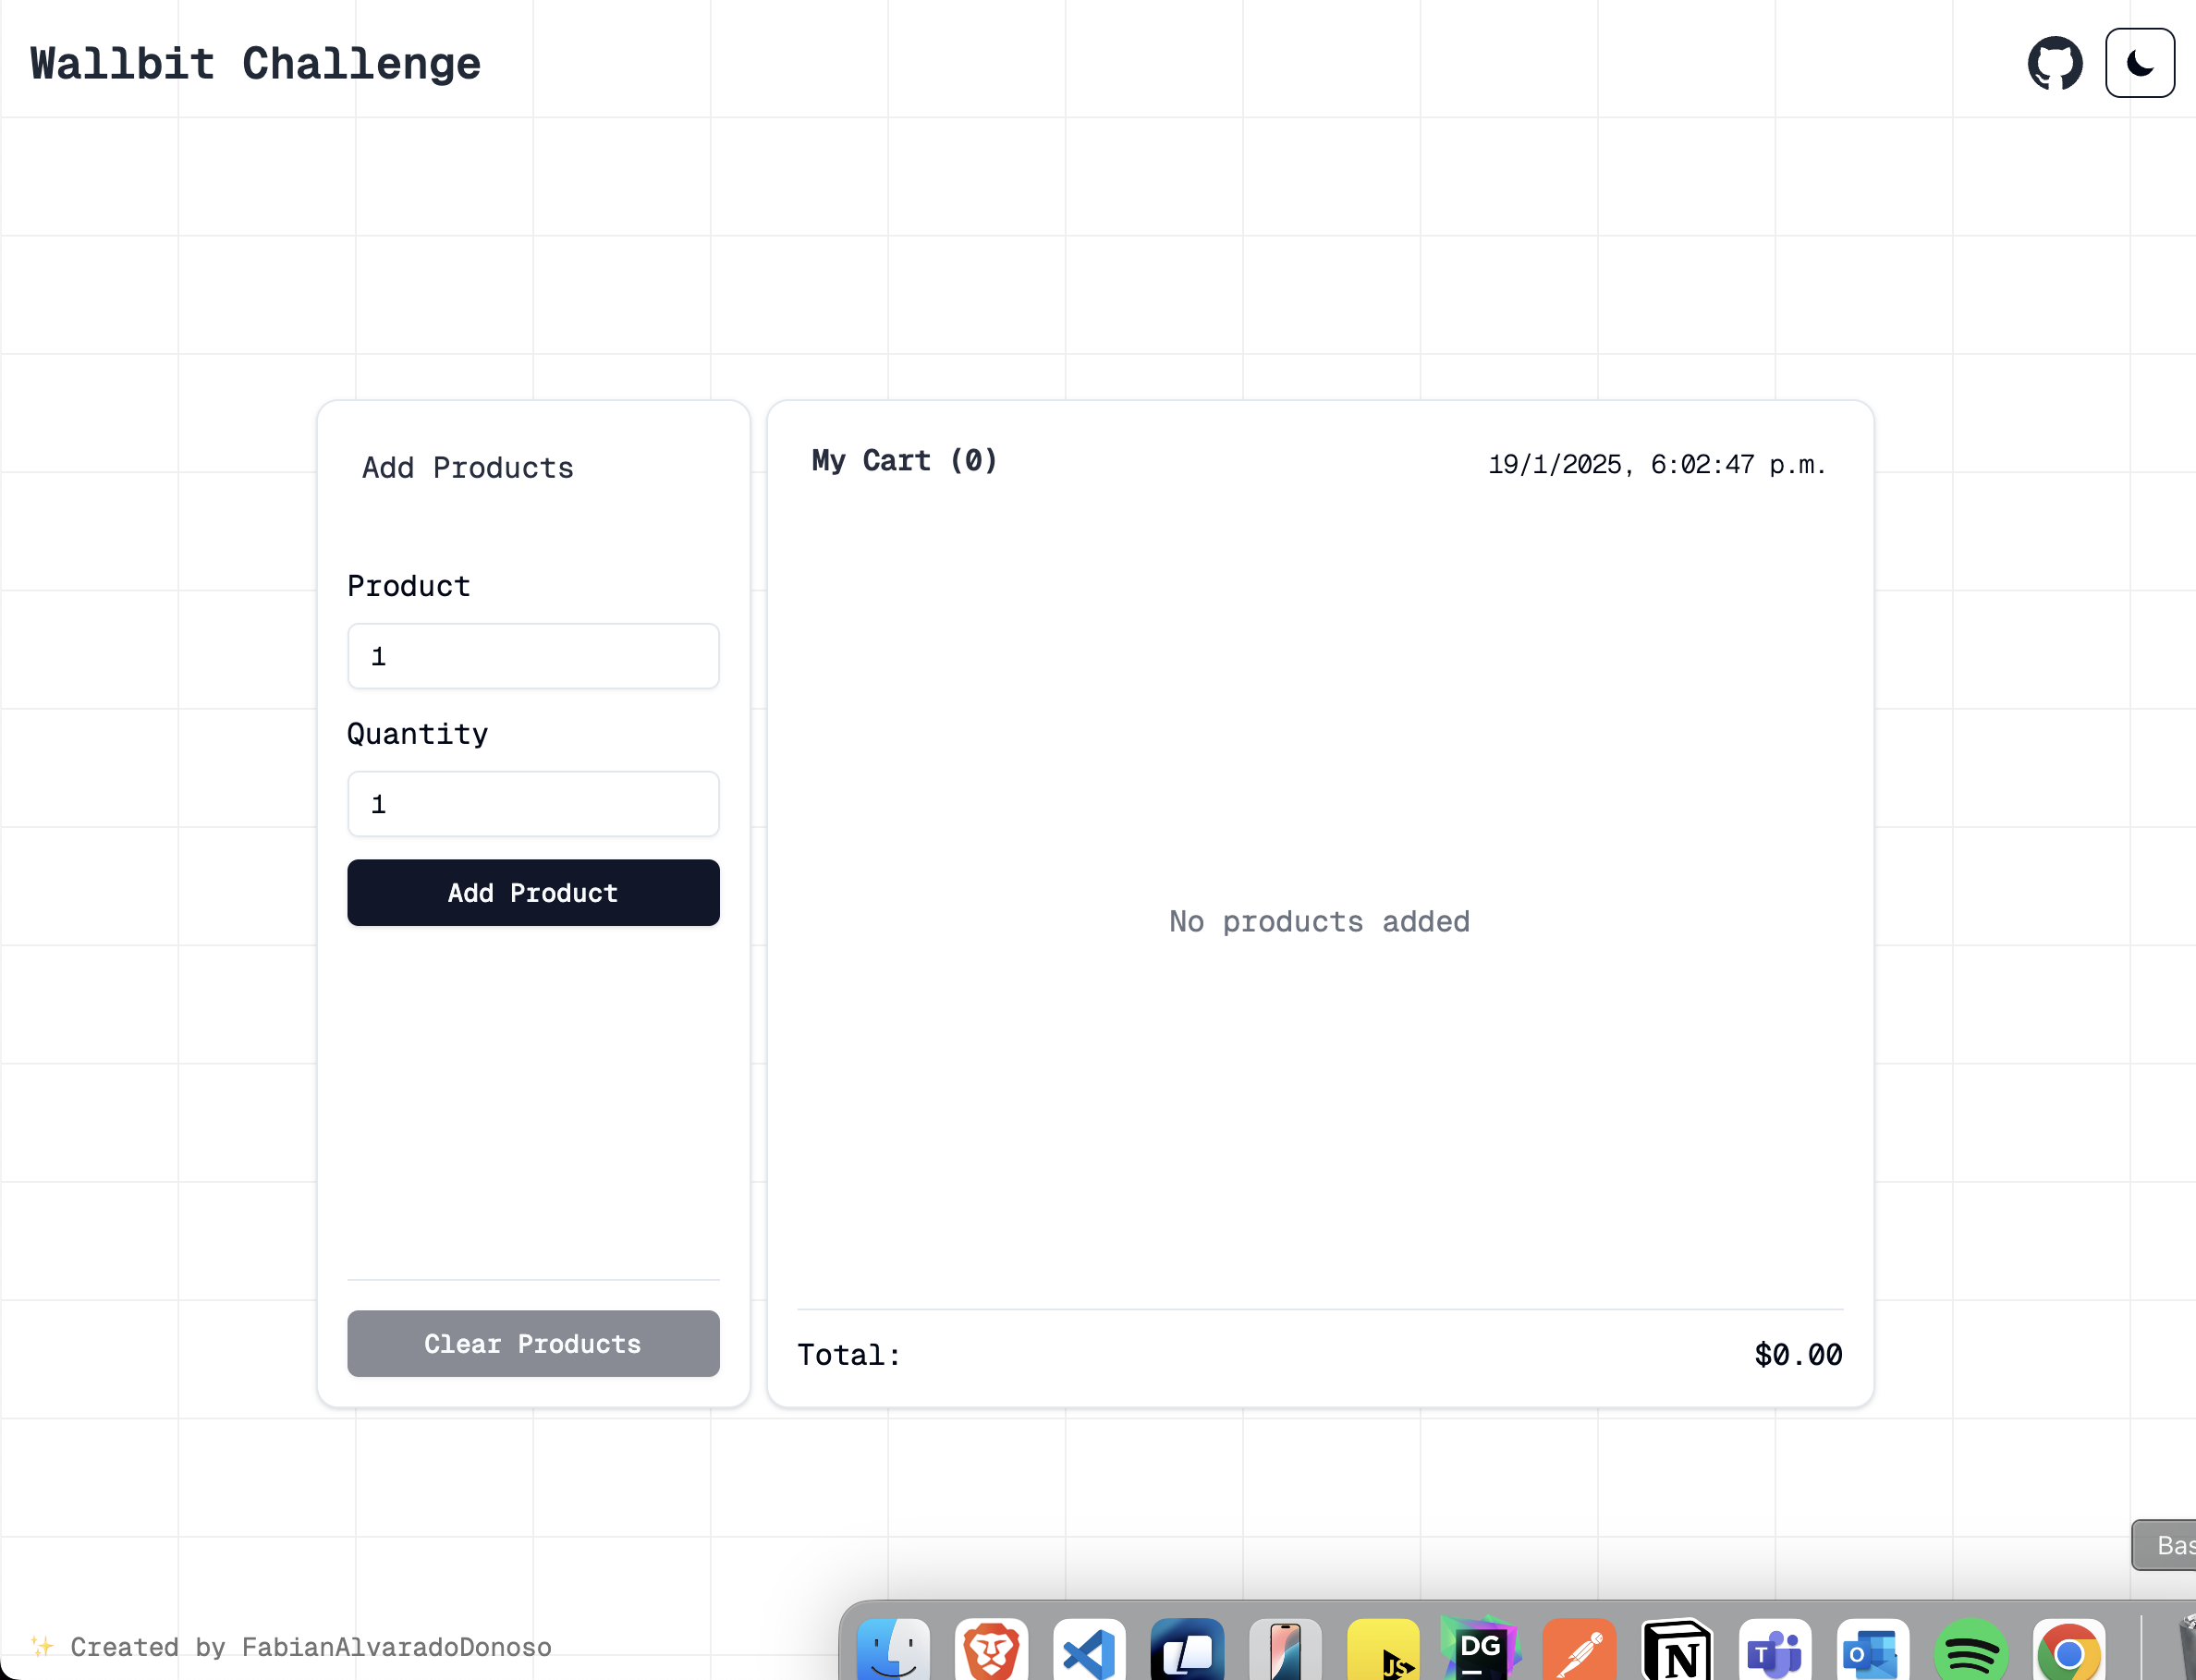 Wallbit Challenge
Add Products
Product
1
Quantity
1
Add Product
Clear Products
My Cart (0)
19/1/2025, 6:02:47 p.m.
No products added
Total:
$0.00
Bas
✨ Created by FabianAlvaradoDonoso
JS
DG
N
T
O